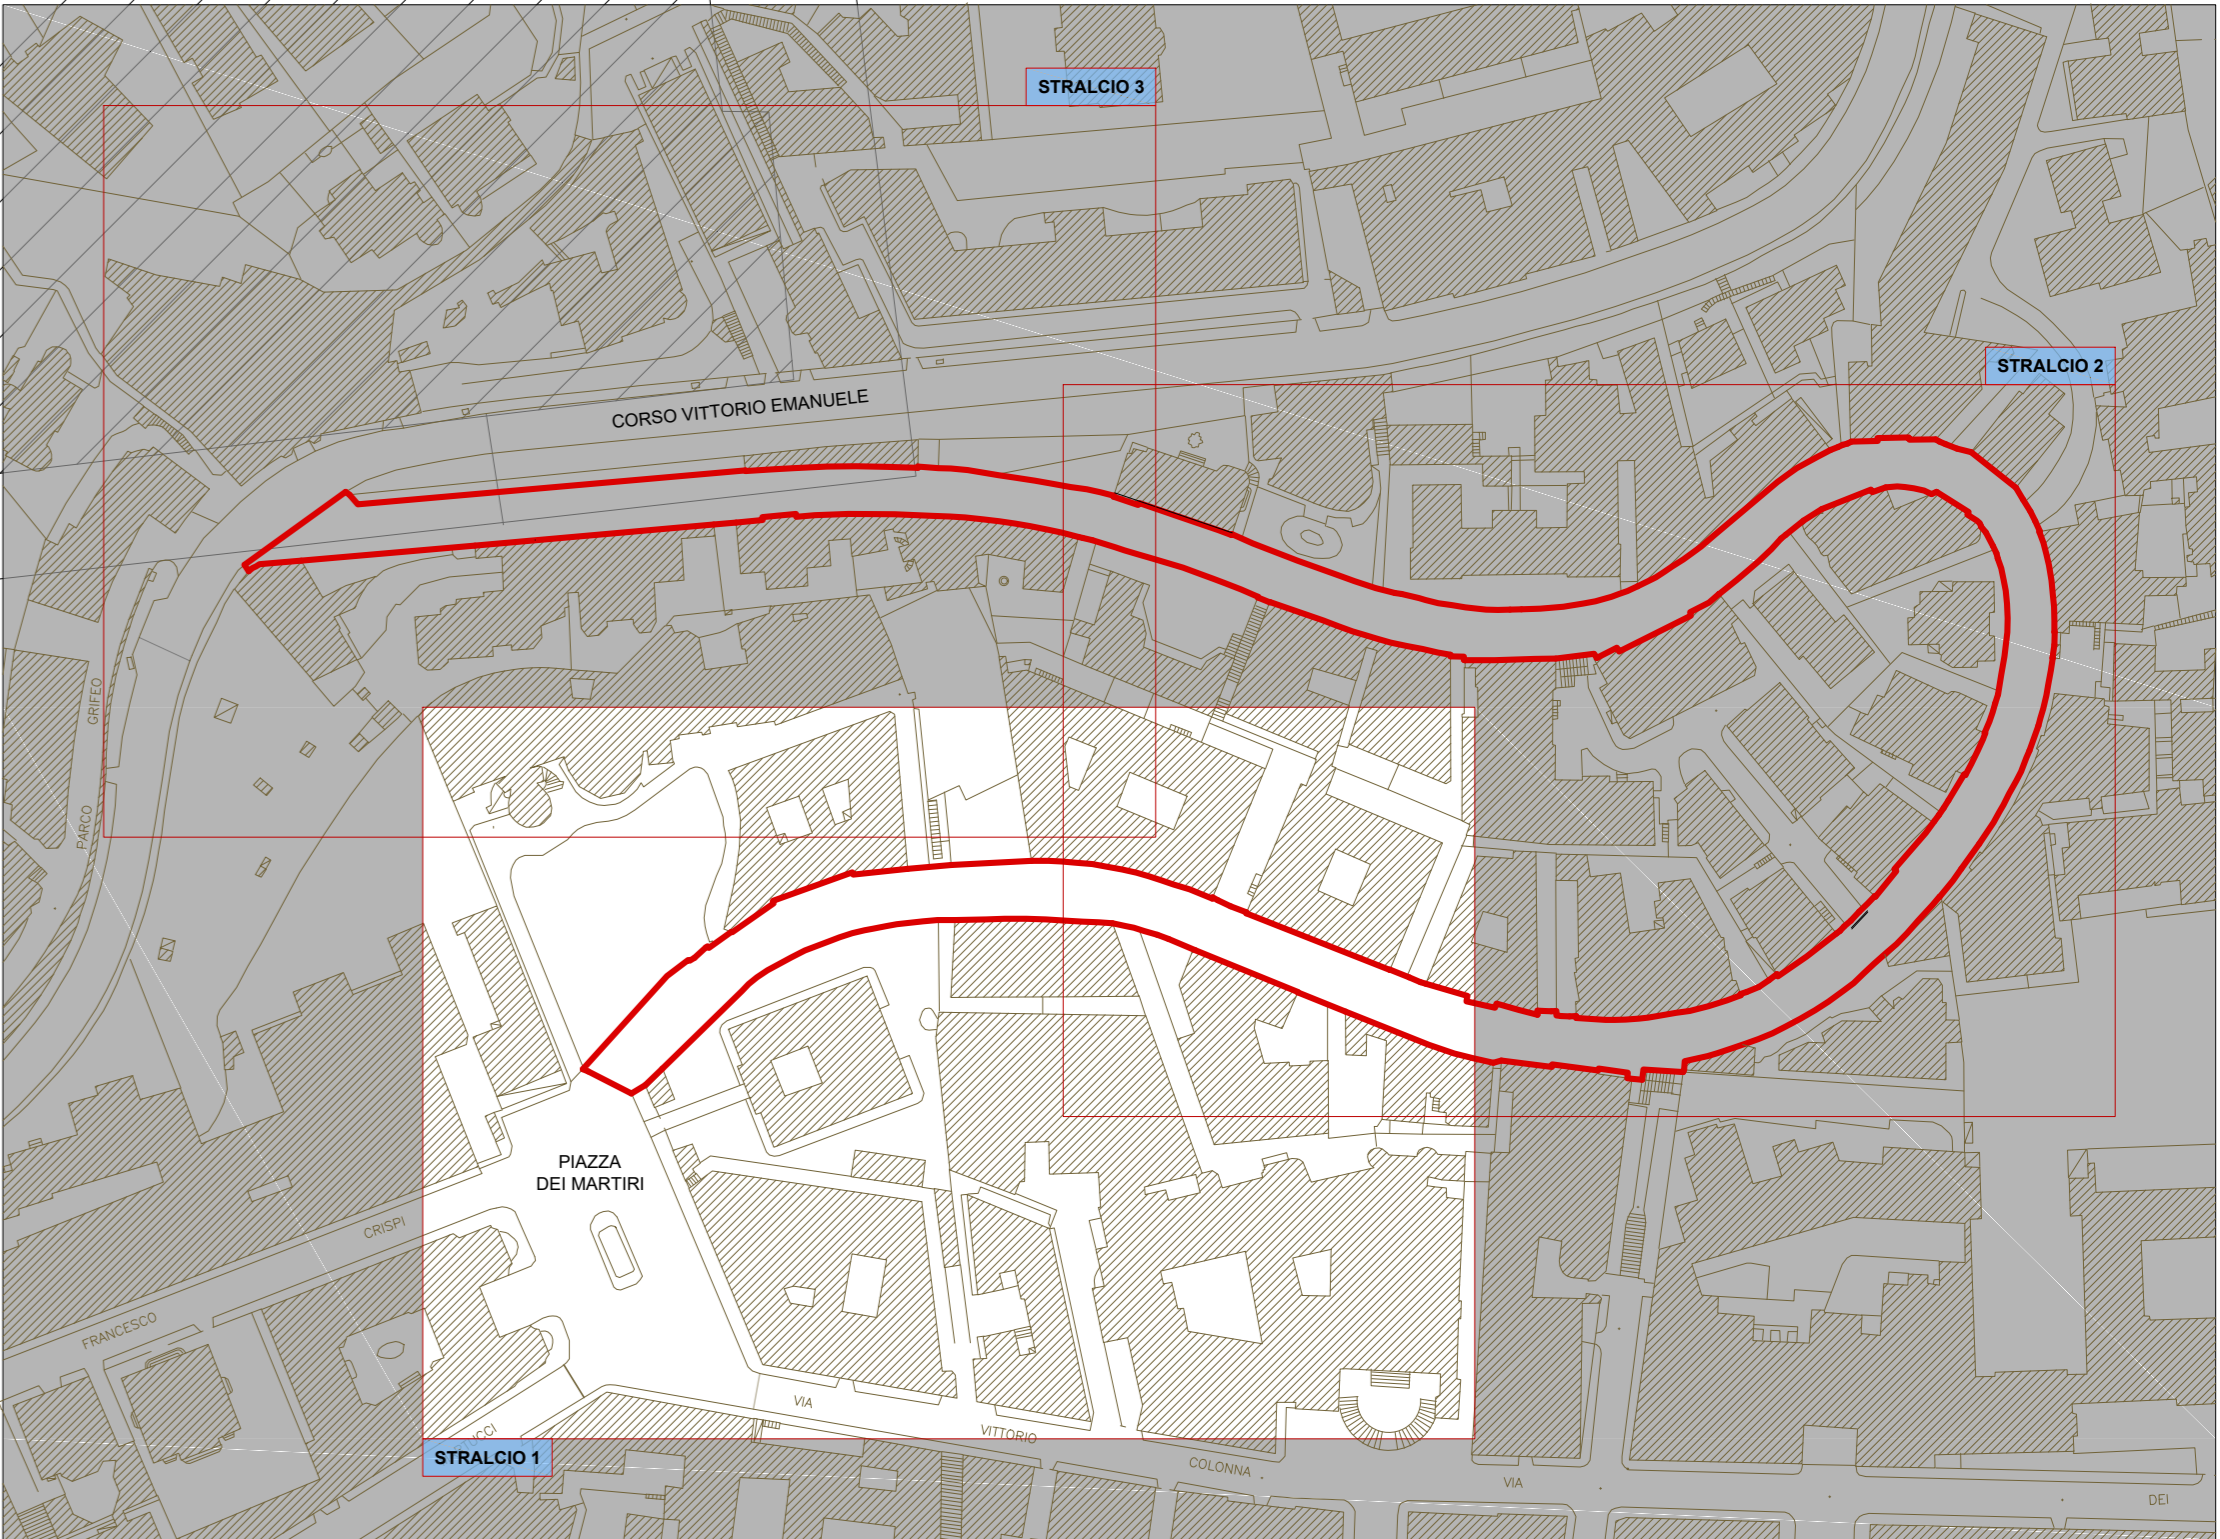 STRALCIO 3
STRALCIO 2
CORSO VITTORIO EMANUELE
GRIFEO
PARCO
PIAZZA
DEI MARTIRI
CRISPI
FRANCESCO
VIA
VITTORIO
COLONNA
VIA
DEI
STRALCIO 1